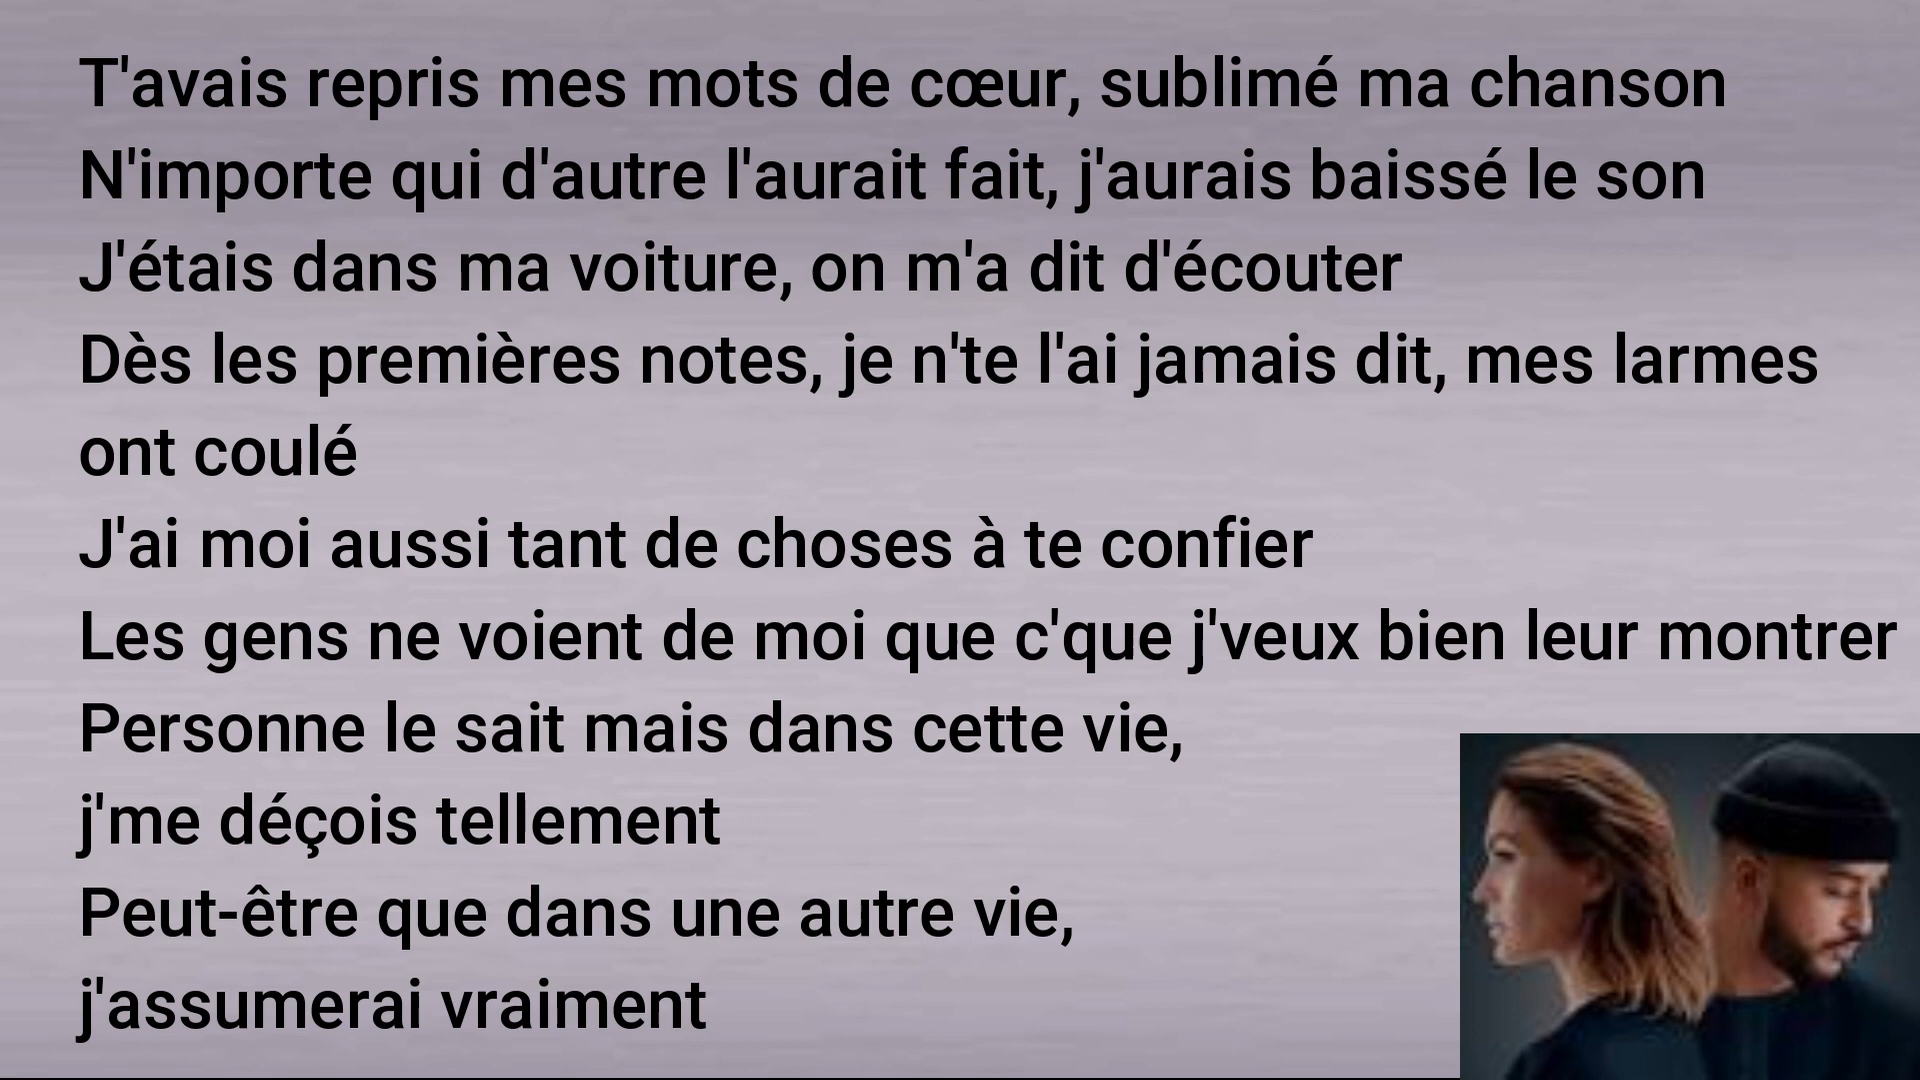 T'avais repris mes mots de cœur, sublimé ma chanson
N'importe qui d'autre l'aurait fait, j'aurais baissé le son
J'étais dans ma voiture, on m'a dit d'écouter
Dès les premières notes, je n'te l'ai jamais dit, mes larmes
ont coulé
J'ai moi aussi tant de choses à te confier
Les gens ne voient de moi que c'que j'veux bien leur montrer
Personne le sait mais dans cette vie,
j'me déçois tellement
Peut-être que dans une autre vie,
j'assumerai vraiment